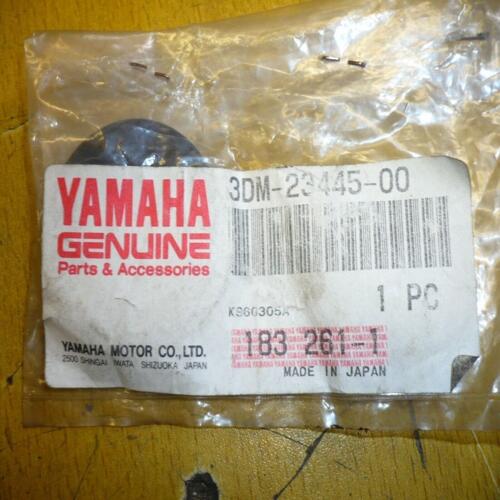 YAMAHA
GENUINE
Parts & Accessories
YAMAHA MOTOR CO., LTD.
2500 SHINGAI IWATA SHIZUOKA JAPAN
3DM-23445-00
1 PC
KS60305A
183 261-1
MADE IN JAPAN